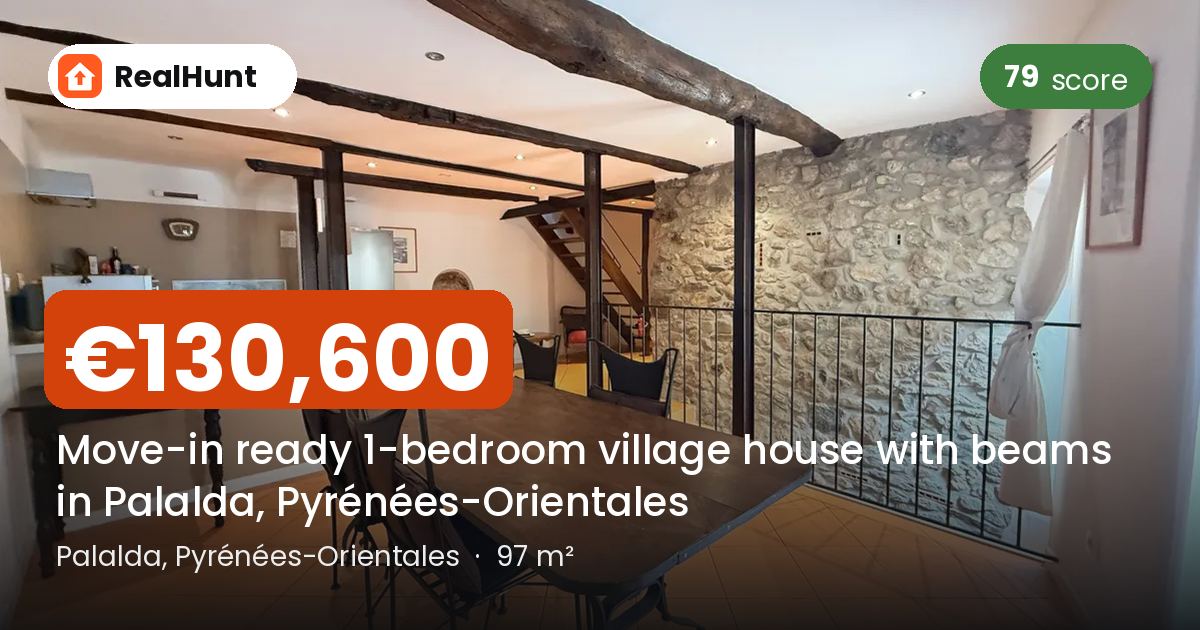 RealHunt
79 score
€130,600
Move-in ready 1-bedroom village house with beams
in Palalda, Pyrénées-Orientales
Palalda, Pyrénées-Orientales · 97 m²